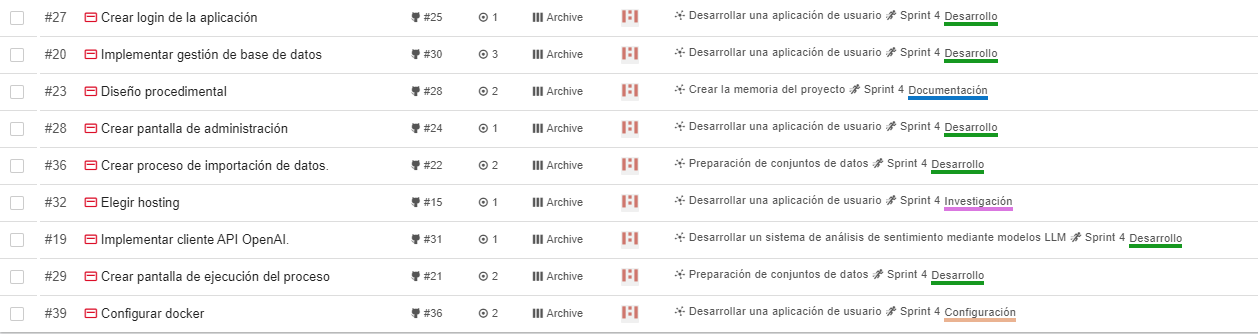 #27 Crear login de la aplicación #25 1 Archive Desarrollar una aplicación de usuario Sprint 4 Desarrollo
#20 Implementar gestión de base de datos #30 3 Archive Desarrollar una aplicación de usuario Sprint 4 Desarrollo
#23 Diseño procedimental #28 2 Archive Crear la memoria del proyecto Sprint 4 Documentación
#28 Crear pantalla de administración #24 1 Archive Desarrollar una aplicación de usuario Sprint 4 Desarrollo
#36 Crear proceso de importación de datos. #22 2 Archive Preparación de conjuntos de datos Sprint 4 Desarrollo
#32 Elegir hosting #15 1 Archive Desarrollar una aplicación de usuario Sprint 4 Investigación
#19 Implementar cliente API OpenAI. #31 1 Archive Desarrollar un sistema de análisis de sentimiento mediante modelos LLM Sprint 4 Desarrollo
#29 Crear pantalla de ejecución del proceso #21 2 Archive Preparación de conjuntos de datos Sprint 4 Desarrollo
#39 Configurar docker #36 2 Archive Desarrollar una aplicación de usuario Sprint 4 Configuración